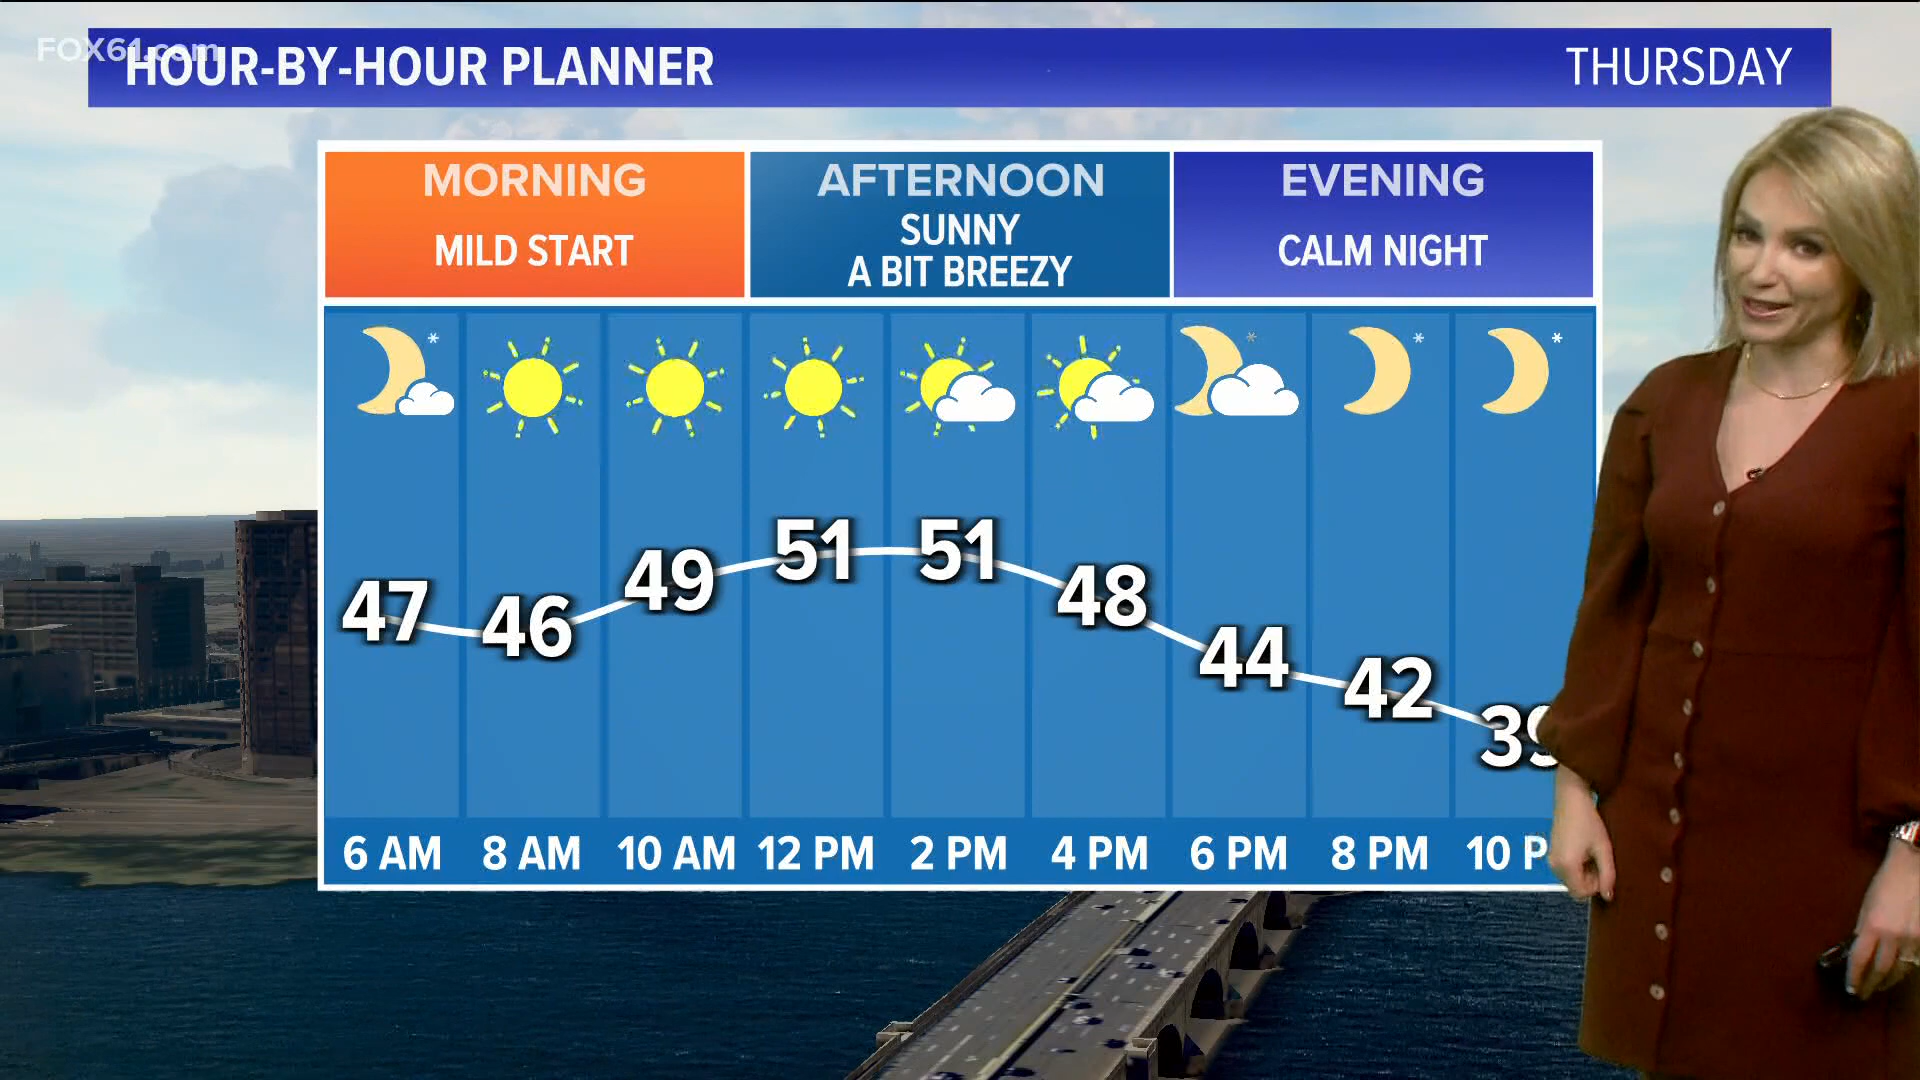 FOX61.com
HOUR-BY-HOUR PLANNER
THURSDAY
MORNING
MILD START
AFTERNOON
SUNNY
A BIT BREEZY
EVENING
CALM NIGHT
47 46 49 51 51 48 44 42 39
6 AM 8 AM 10 AM 12 PM 2 PM 4 PM 6 PM 8 PM 10 P